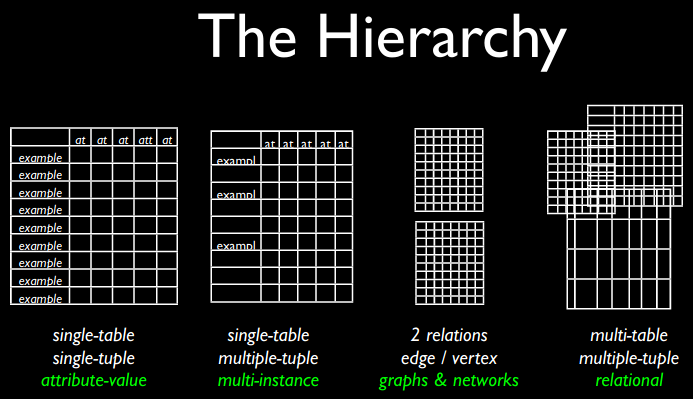 The Hierarchy
at at at att at
example
example
example
example
example
example
example
example
example
at at at at at
exampl
exampl
exampl
single-table
single-tuple
attribute-value
single-table
multiple-tuple
multi-instance
2 relations
edge / vertex
graphs & networks
multi-table
multiple-tuple
relational